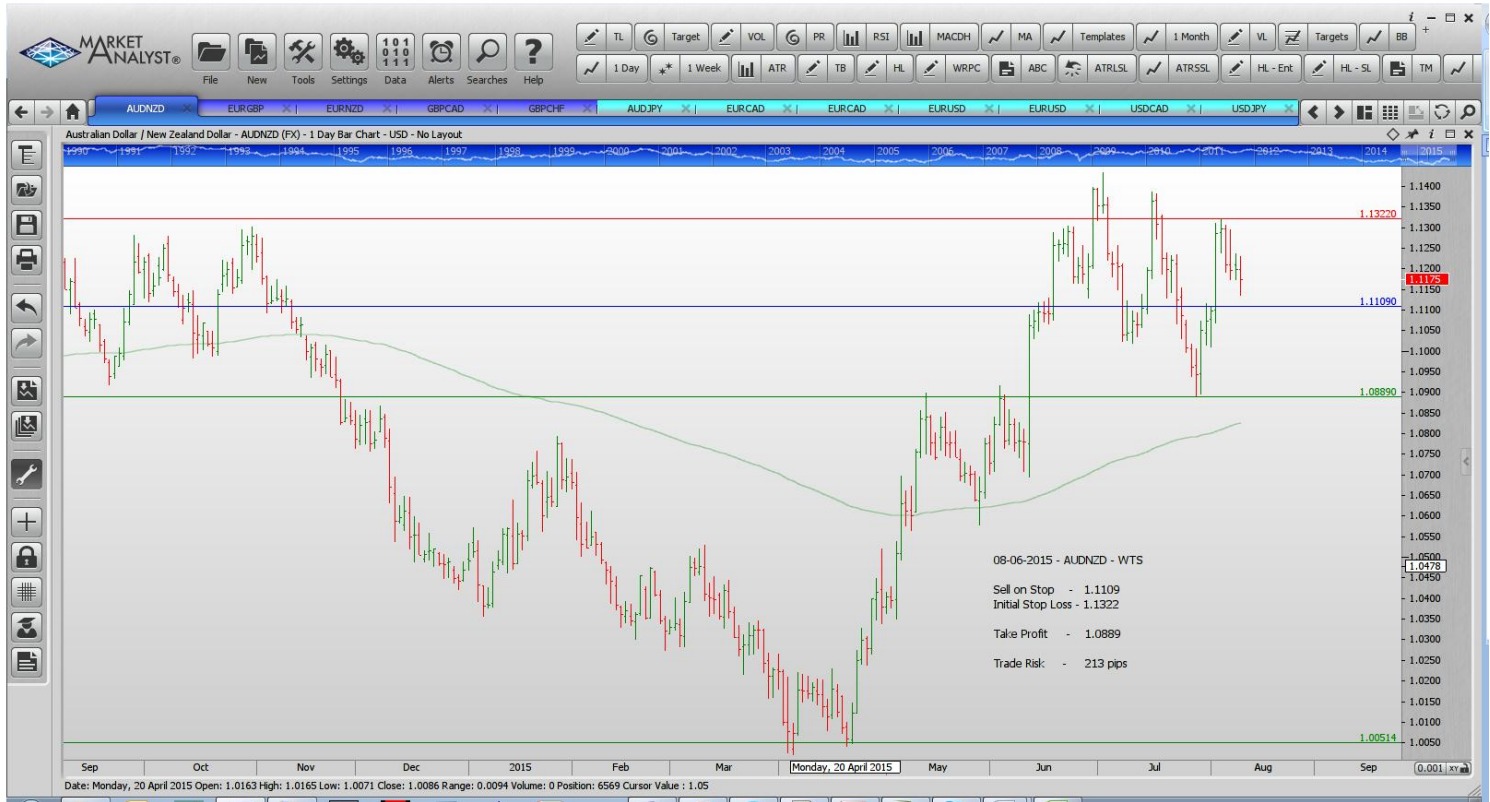 i
MARKET
ANALYST®
File
New
Tools
Settings
101
010
111
Data
Alerts
Searches
?
Help
TL
Target
VOL
PR
RSI
MACDH
MA
Templates
1 Month
VL
Targets
BB
+
1 Day
1 Week
ATR
TB
HL
WRPC
ABC
ATRLSL
ATRSSL
HL - Ent
HL - SL
TM
AUDNZD
EURGBP
EURNZD
GBPCAD
GBPCHF
AUDJPY
EURCAD
EURCAD
EURUSD
EURUSD
USDCAD
USDJPY
Australian Dollar / New Zealand Dollar - AUDNZD (FX) - 1 Day Bar Chart - USD - No Layout
i
1990 1991 1992 1993 1994 1995 1996 1997 1998 1999 2000 2001 2002 2003 2004 2005 2006 2007 2008 2009 2010 2011 2012 2013 2014 2015
1.1400
1.1350
1.13220
1.1300
1.1250
1.1200
1.1175
1.1150
1.11090
1.1100
1.1050
1.1000
1.0950
1.0900
1.08890
1.0850
1.0800
1.0750
1.0700
1.0650
1.0600
1.0550
1.0500
1.0478
1.0450
1.0400
1.0350
1.0300
1.0250
1.0200
1.0150
1.0100
1.00514
1.0050
08-06-2015 - AUDNZD - WTS
Sell on Stop - 1.1109
Initial Stop Loss - 1.1322
Take Profit - 1.0889
Trade Risk - 213 pips
Sep Oct Nov Dec 2015 Feb Mar Monday, 20 April 2015 May Jun Jul Aug Sep
0.001 XY
Date: Monday, 20 April 2015 Open: 1.0163 High: 1.0165 Low: 1.0071 Close: 1.0086 Range: 0.0094 Volume: 0 Position: 6569 Cursor Value : 1.05